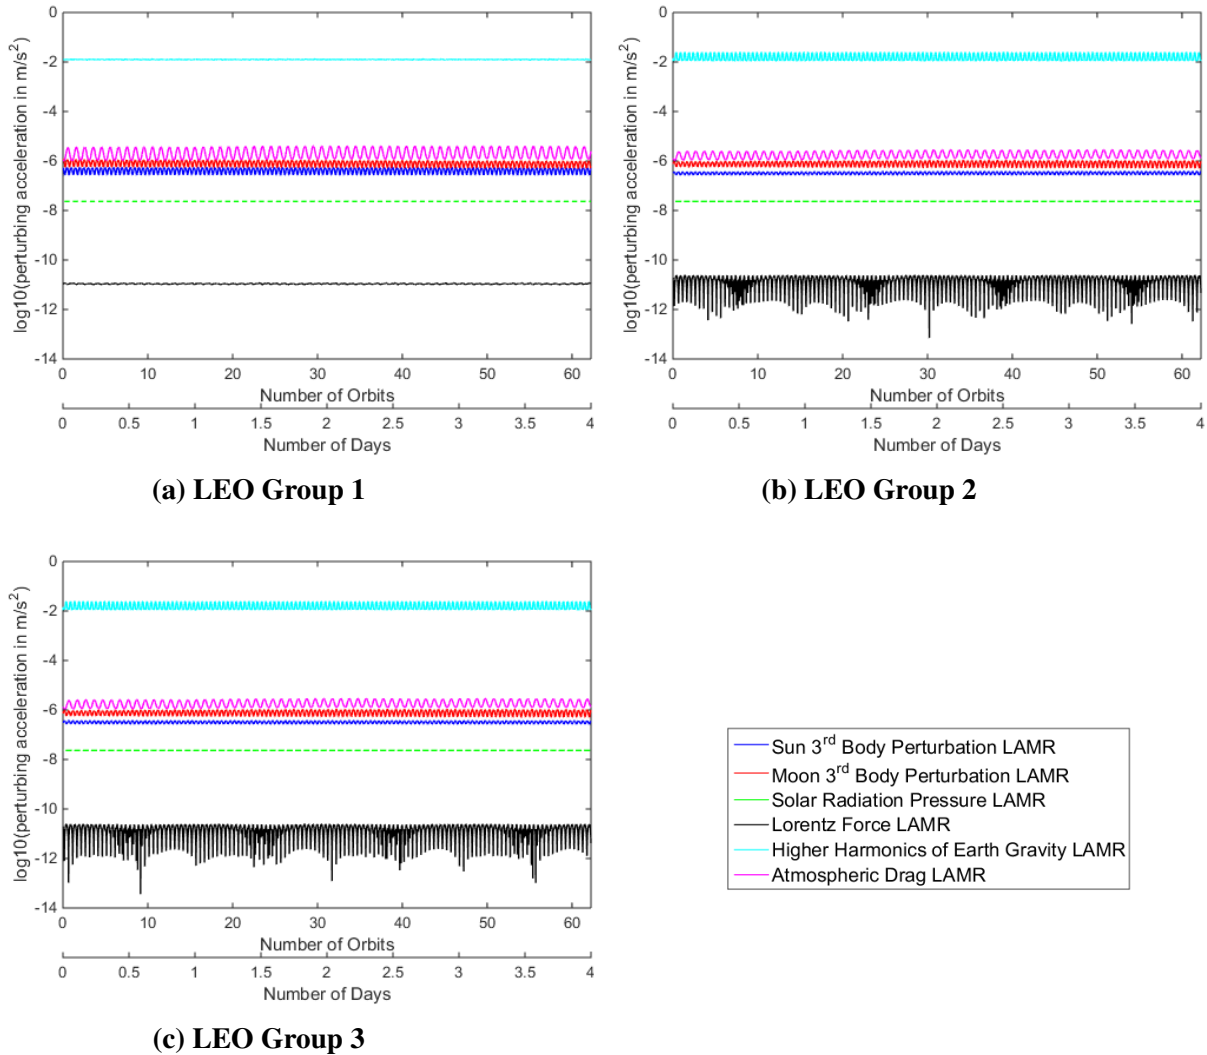 log10(perturbing acceleration in m/s²)
0
-2
-4
-6
-8
-10
-12
-14
0 10 20 30 40 50 60
Number of Orbits
0 0.5 1 1.5 2 2.5 3 3.5 4
Number of Days
(a) LEO Group 1
log10(perturbing acceleration in m/s²)
0
-2
-4
-6
-8
-10
-12
-14
0 10 20 30 40 50 60
Number of Orbits
0 0.5 1 1.5 2 2.5 3 3.5 4
Number of Days
(b) LEO Group 2
log10(perturbing acceleration in m/s²)
0
-2
-4
-6
-8
-10
-12
-14
0 10 20 30 40 50 60
Number of Orbits
0 0.5 1 1.5 2 2.5 3 3.5 4
Number of Days
(c) LEO Group 3
Sun 3rd Body Perturbation LAMR
Moon 3rd Body Perturbation LAMR
Solar Radiation Pressure LAMR
Lorentz Force LAMR
Higher Harmonics of Earth Gravity LAMR
Atmospheric Drag LAMR